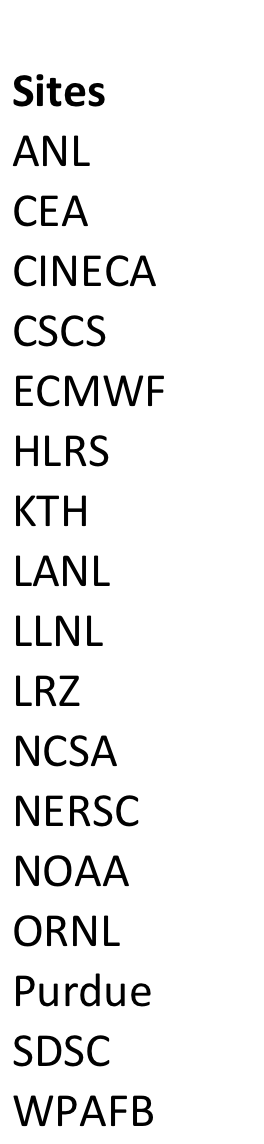 Sites
ANL
CEA
CINECA
CSCS
ECMWF
HLRS
KTH
LANL
LLNL
LRZ
NCSA
NERSC
NOAA
ORNL
Purdue
SDSC
WPAFB